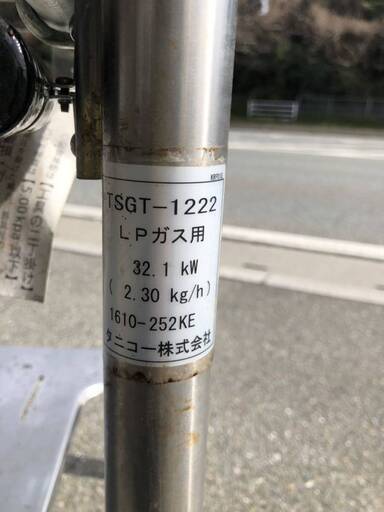 TSGT-1222
LPガス用
32.1 kW
( 2.30 kg/h)
1610-252KE
タニコー株式会社